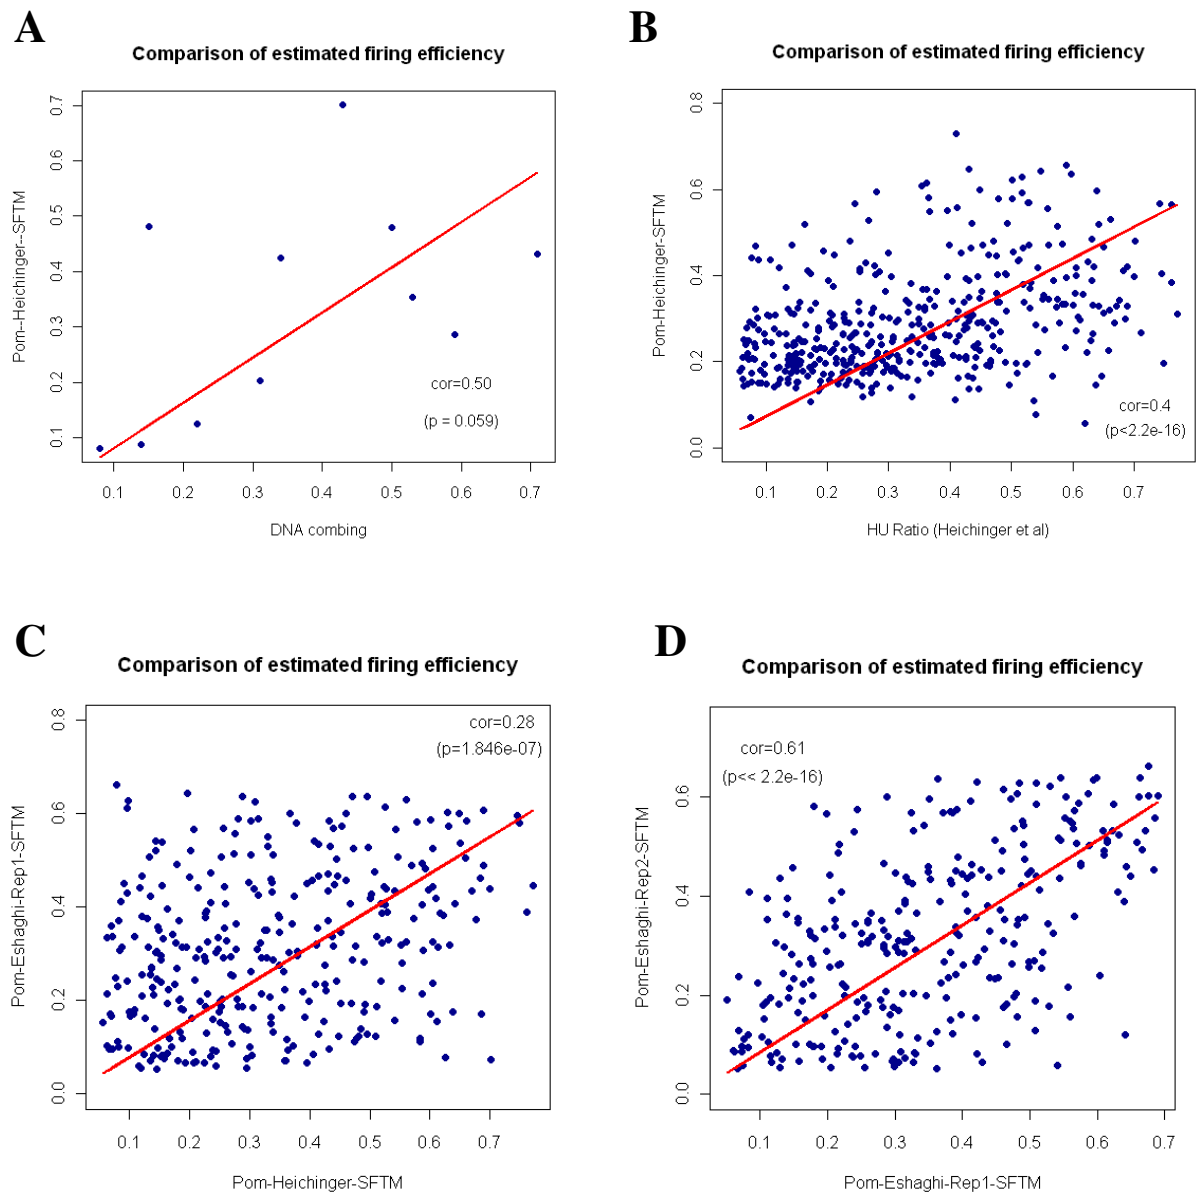 A
Comparison of estimated firing efficiency
Pom--Heichinger--SFTM
0.7
0.6
0.5
0.4
0.3
0.2
0.1
cor=0.50
(p = 0.059)
0.1 0.2 0.3 0.4 0.5 0.6 0.7
DNA combing
B
Comparison of estimated firing efficiency
Pom-Heichinger-SFTM
0.8
0.6
0.4
0.2
0.0
cor=0.4
(p<2.2e-16)
0.1 0.2 0.3 0.4 0.5 0.6 0.7
HU Ratio (Heichinger et al)
C
Comparison of estimated firing efficiency
Pom-Eshaghi-Rep1-SFTM
0.8
0.6
0.4
0.2
0.0
cor=0.28
(p=1.846e-07)
0.1 0.2 0.3 0.4 0.5 0.6 0.7
Pom-Heichinger-SFTM
D
Comparison of estimated firing efficiency
Pom-Eshaghi-Rep2-SFTM
0.6
0.4
0.2
0.0
cor=0.61
(p<< 2.2e-16)
0.1 0.2 0.3 0.4 0.5 0.6 0.7
Pom-Eshaghi-Rep1-SFTM